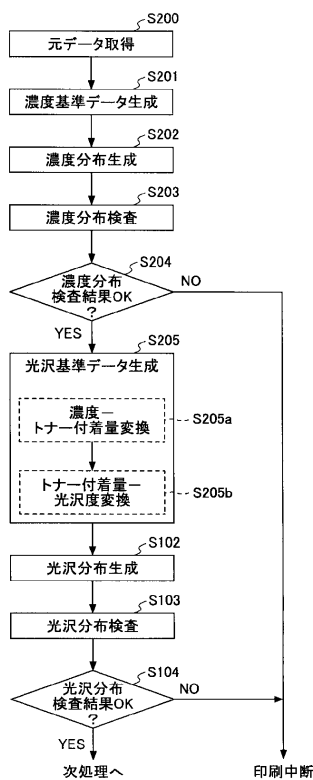 S200
元データ取得
S201
濃度基準データ生成
S202
濃度分布生成
S203
濃度分布検査
S204
濃度分布
検査結果OK
?
NO
YES
S205
光沢基準データ生成
濃度－
トナー付着量変換
S205a
トナー付着量－
光沢度変換
S205b
S102
光沢分布生成
S103
光沢分布検査
S104
光沢分布
検査結果OK
?
NO
YES
次処理へ
印刷中断